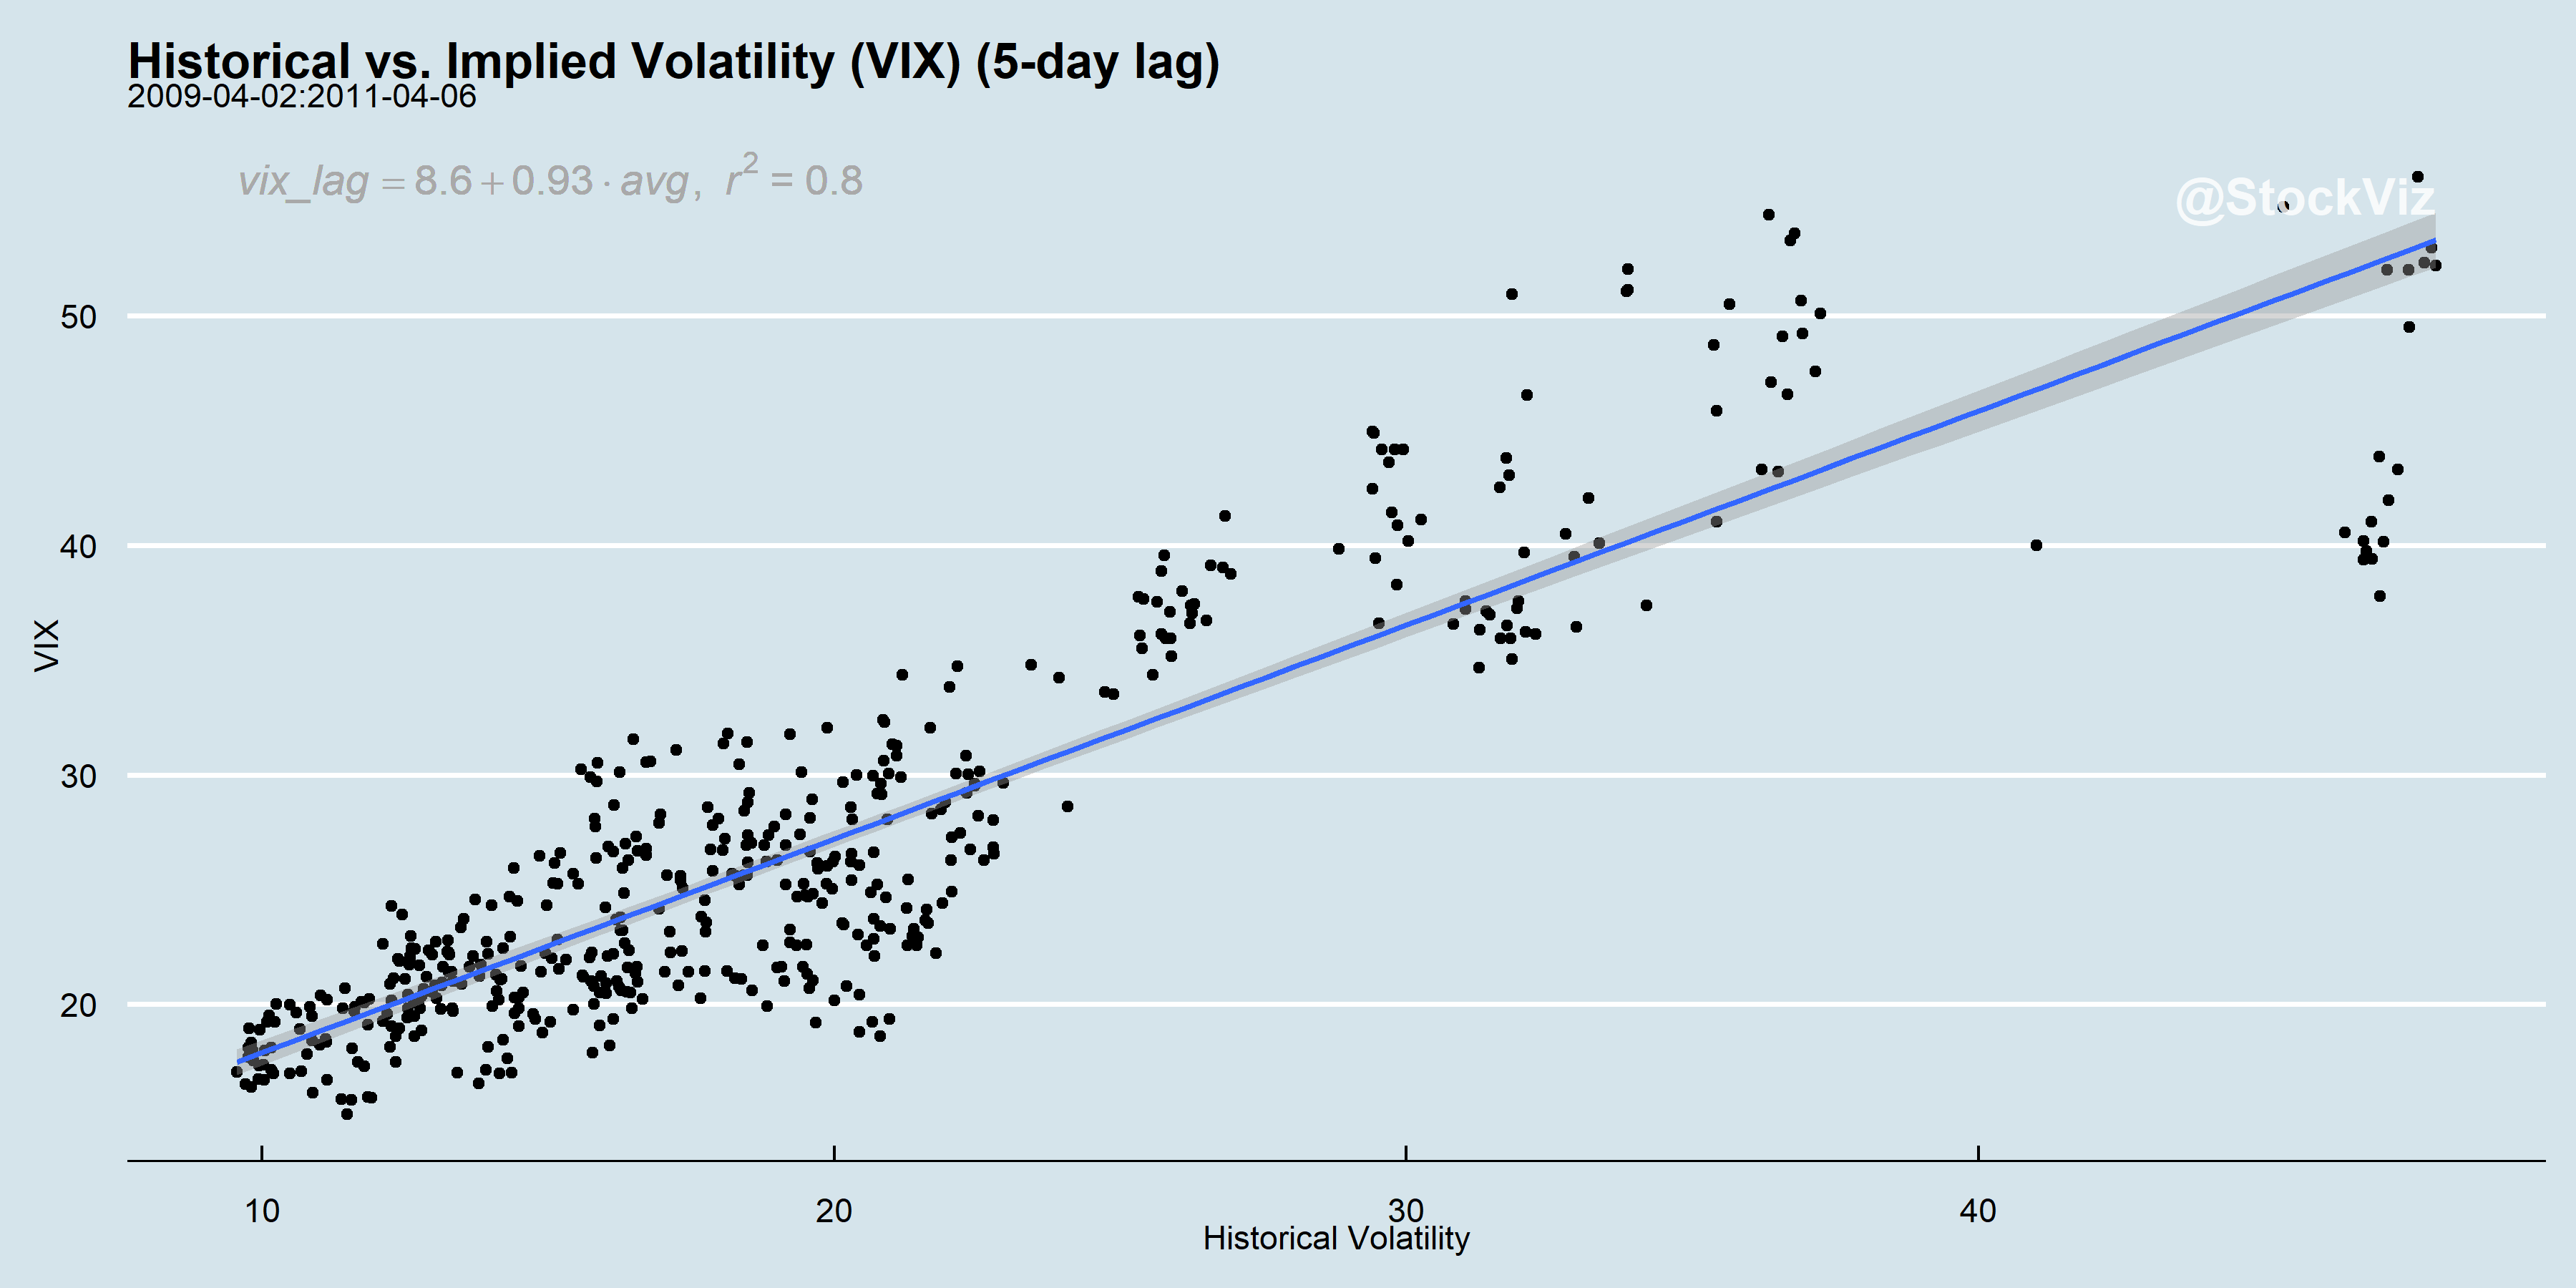 Historical vs. Implied Volatility (VIX) (5-day lag)
2009-04-02:2011-04-06
vix_lag = 8.6 + 0.93 · avg, r² = 0.8
@StockViz
50
40
30
20
VIX
10 20 30 40
Historical Volatility